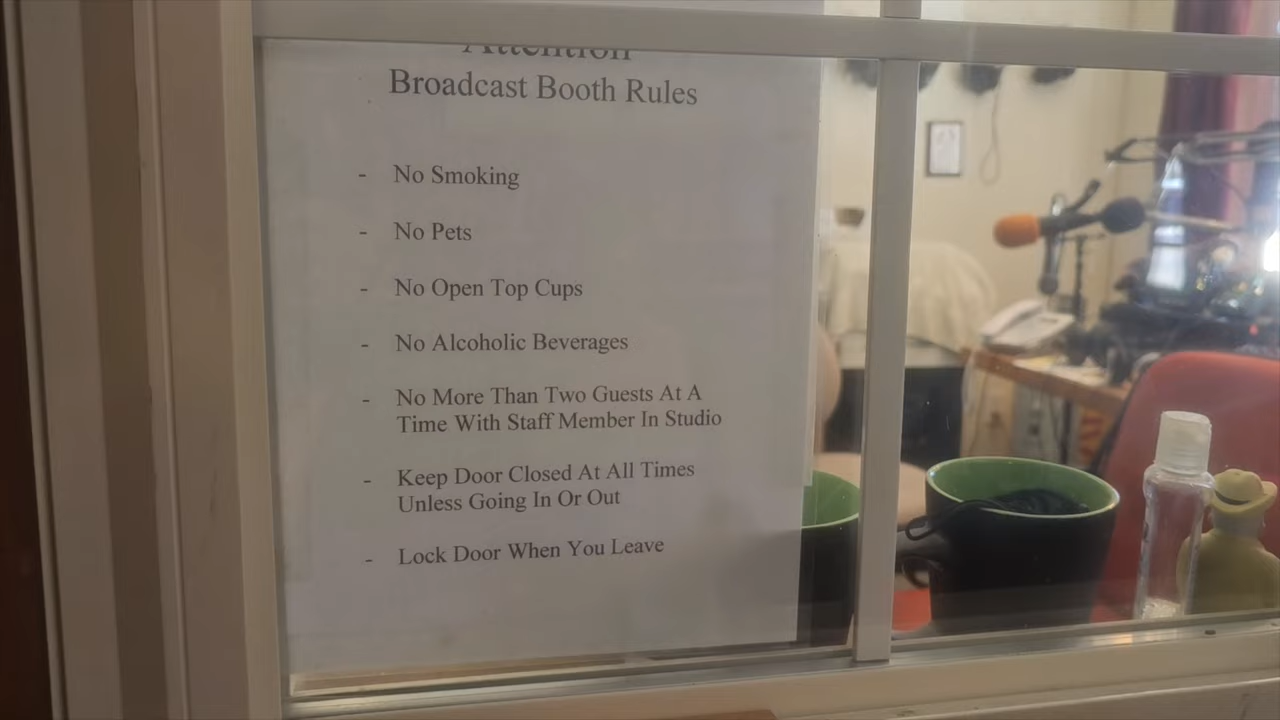 Attention
Broadcast Booth Rules
- No Smoking
- No Pets
- No Open Top Cups
- No Alcoholic Beverages
- No More Than Two Guests At A
Time With Staff Member In Studio
- Keep Door Closed At All Times
Unless Going In Or Out
- Lock Door When You Leave